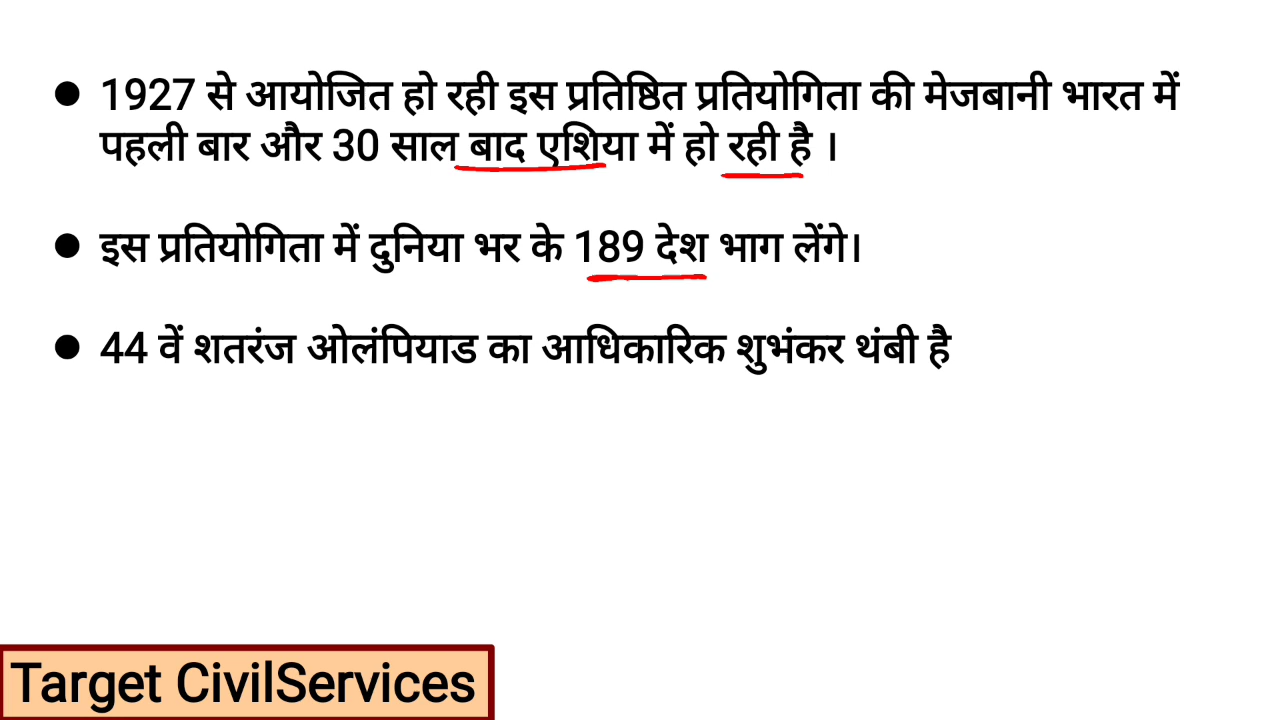 ● 1927 से आयोजित हो रही इस प्रतिष्ठित प्रतियोगिता की मेजबानी भारत में
पहली बार और 30 साल बाद एशिया में हो रही है ।
● इस प्रतियोगिता में दुनिया भर के 189 देश भाग लेंगे।
● 44 वें शतरंज ओलंपियाड का आधिकारिक शुभंकर थंबी है
Target CivilServices